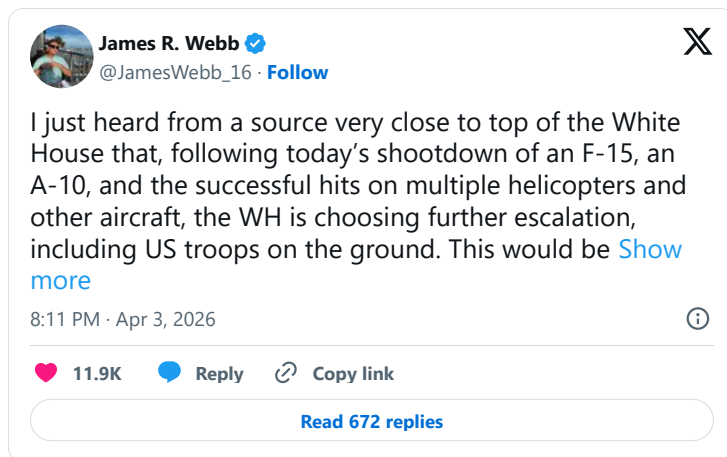 James R. Webb
@JamesWebb_16 · Follow
I just heard from a source very close to top of the White
House that, following today’s shootdown of an F-15, an
A-10, and the successful hits on multiple helicopters and
other aircraft, the WH is choosing further escalation,
including US troops on the ground. This would be Show
more
8:11 PM · Apr 3, 2026
11.9K Reply Copy link
Read 672 replies